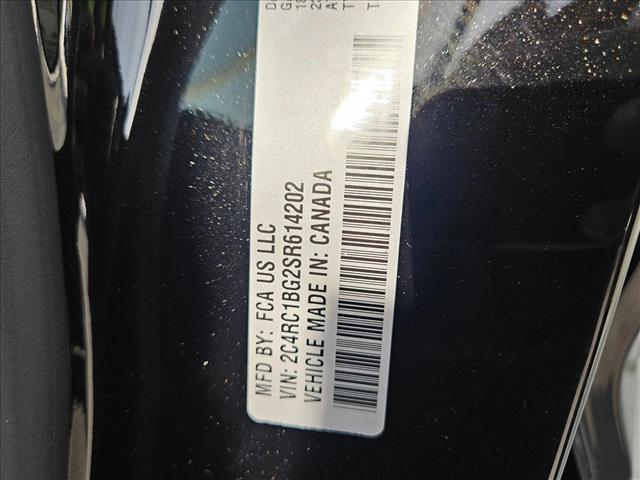 MFD BY: FCA US LLC
VIN: 2C4RC1BG2SR614202
VEHICLE MADE IN: CANADA